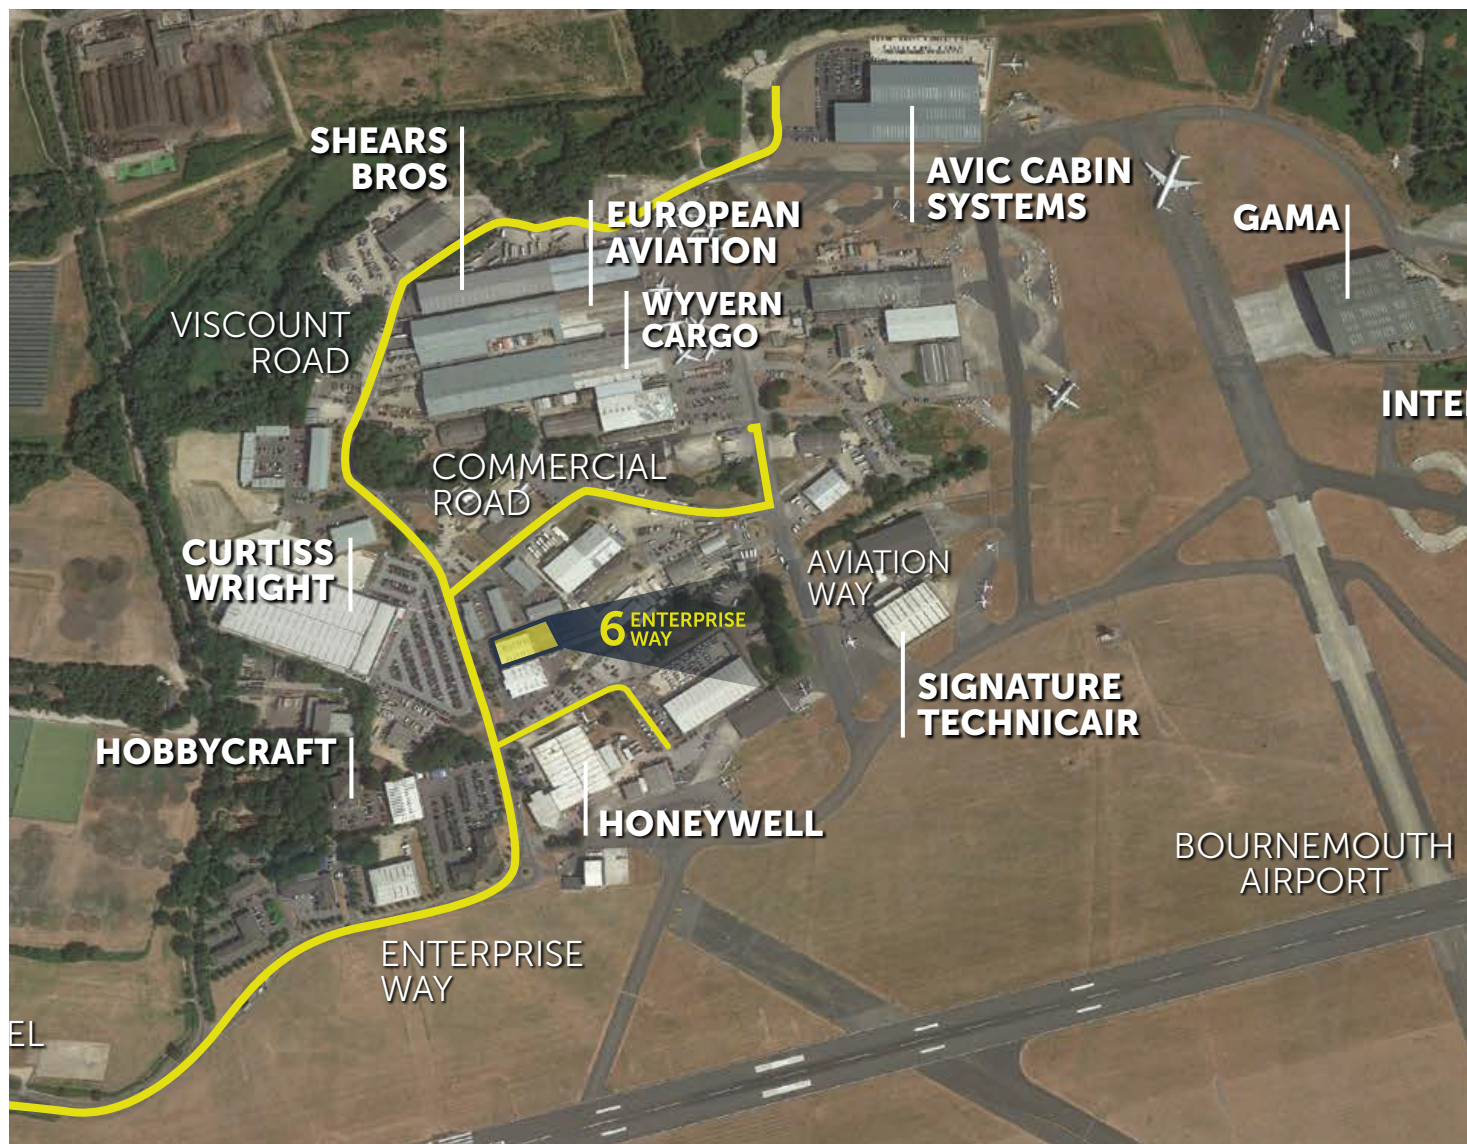 SHEARS
BROS
AVIC CABIN
SYSTEMS
EUROPEAN
AVIATION
GAMA
WYVERN
CARGO
VISCOUNT
ROAD
INTE
COMMERCIAL
ROAD
CURTISS
WRIGHT
AVIATION
WAY
6 ENTERPRISE
WAY
SIGNATURE
TECHNICAIR
HOBBYCRAFT
HONEYWELL
BOURNEMOUTH
AIRPORT
ENTERPRISE
WAY
EL